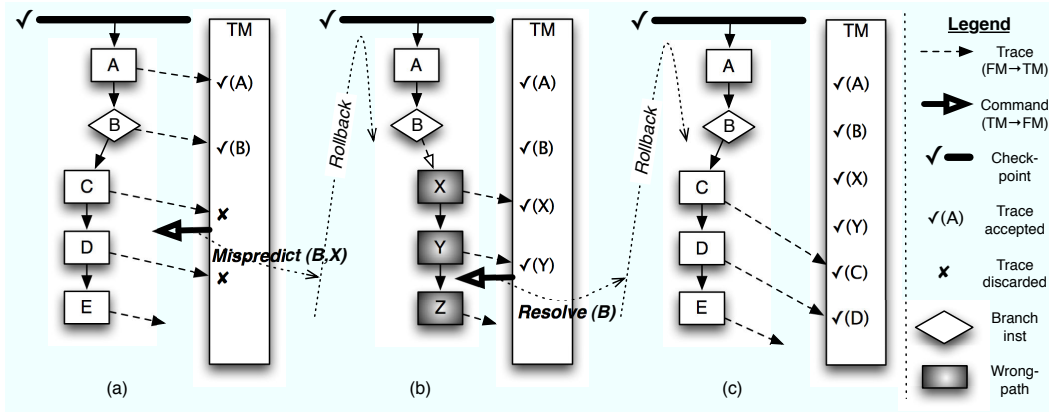 ✓
TM
A
✓(A)
B
✓(B)
C
✘
Mispredict (B,X)
D
✘
E
(a)
Rollback
✓
TM
A
✓(A)
B
✓(B)
X
✓(X)
Y
✓(Y)
Z
Resolve (B)
(b)
Rollback
✓
TM
A
✓(A)
B
✓(B)
✓(X)
C
✓(Y)
D
✓(C)
E
✓(D)
(c)
Legend
Trace
(FM→TM)
Command
(TM→FM)
✓
Check-
point
✓(A)
Trace
accepted
✘
Trace
discarded
Branch
inst
Wrong-
path